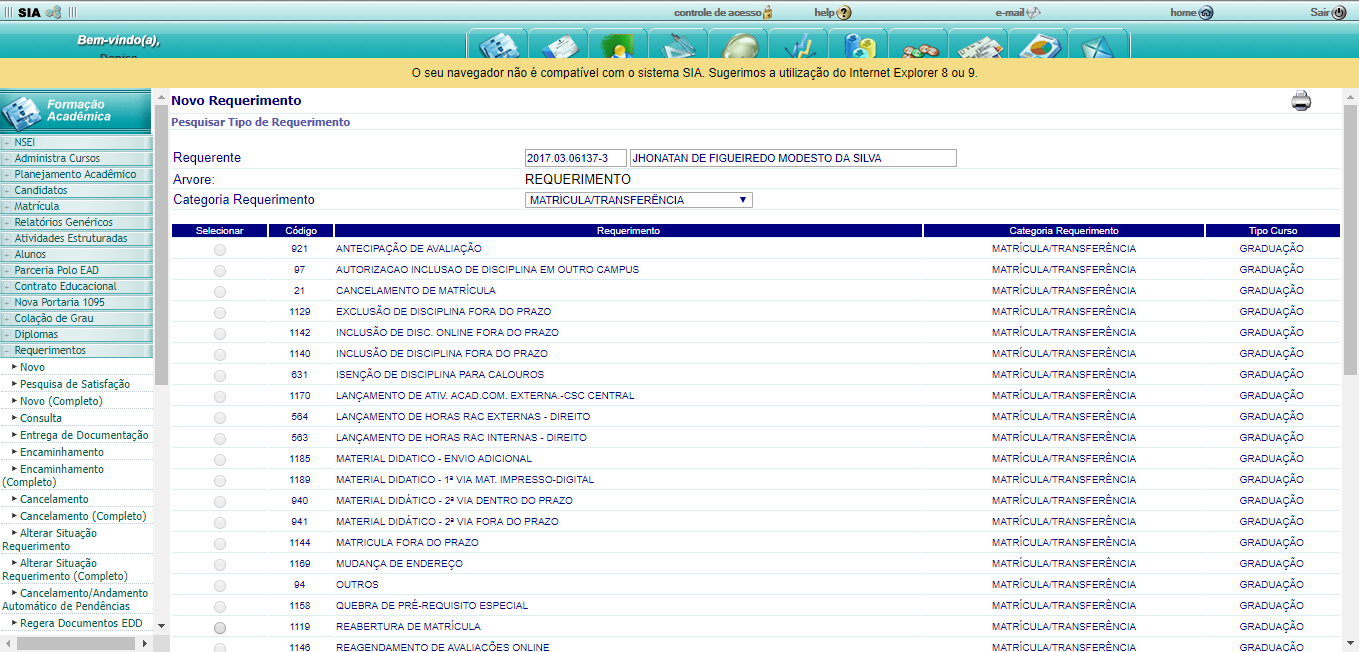 SIA
controle de acesso
help
e-mail
home
Sair
Bem-vindo(a),
O seu navegador não é compatível com o sistema SIA. Sugerimos a utilização do Internet Explorer 8 ou 9.
Formação
Acadêmica
NSEI
Administra Cursos
Planejamento Acadêmico
Candidatos
Matrícula
Relatórios Genéricos
Atividades Estruturadas
Alunos
Parceria Polo EAD
Contrato Educacional
Nova Portaria 1095
Colação de Grau
Diplomas
Requerimentos
Novo
Pesquisa de Satisfação
Novo (Completo)
Consulta
Entrega de Documentação
Encaminhamento
Encaminhamento
(Completo)
Cancelamento
Cancelamento (Completo)
Alterar Situação
Requerimento
Alterar Situação
Requerimento (Completo)
Cancelamento/Andamento
Automático de Pendências
Regera Documentos EDD
Novo Requerimento
Pesquisar Tipo de Requerimento
Requerente 2017.03.06137-3 JHONATAN DE FIGUEIREDO MODESTO DA SILVA
Arvore: REQUERIMENTO
Categoria Requerimento MATRÍCULA/TRANSFERÊNCIA
Selecionar Código Requerimento Categoria Requerimento Tipo Curso
921 ANTECIPAÇÃO DE AVALIAÇÃO MATRÍCULA/TRANSFERÊNCIA GRADUAÇÃO
97 AUTORIZACAO INCLUSAO DE DISCIPLINA EM OUTRO CAMPUS MATRÍCULA/TRANSFERÊNCIA GRADUAÇÃO
21 CANCELAMENTO DE MATRÍCULA MATRÍCULA/TRANSFERÊNCIA GRADUAÇÃO
1129 EXCLUSÃO DE DISCIPLINA FORA DO PRAZO MATRÍCULA/TRANSFERÊNCIA GRADUAÇÃO
1142 INCLUSÃO DE DISC. ONLINE FORA DO PRAZO MATRÍCULA/TRANSFERÊNCIA GRADUAÇÃO
1140 INCLUSÃO DE DISCIPLINA FORA DO PRAZO MATRÍCULA/TRANSFERÊNCIA GRADUAÇÃO
631 ISENÇÃO DE DISCIPLINA PARA CALOUROS MATRÍCULA/TRANSFERÊNCIA GRADUAÇÃO
1170 LANÇAMENTO DE ATIV. ACAD.COM. EXTERNA.-CSC CENTRAL MATRÍCULA/TRANSFERÊNCIA GRADUAÇÃO
564 LANÇAMENTO DE HORAS RAC EXTERNAS - DIREITO MATRÍCULA/TRANSFERÊNCIA GRADUAÇÃO
563 LANÇAMENTO DE HORAS RAC INTERNAS - DIREITO MATRÍCULA/TRANSFERÊNCIA GRADUAÇÃO
1185 MATERIAL DIDATICO - ENVIO ADICIONAL MATRÍCULA/TRANSFERÊNCIA GRADUAÇÃO
1189 MATERIAL DIDATICO - 1ª VIA MAT. IMPRESSO-DIGITAL MATRÍCULA/TRANSFERÊNCIA GRADUAÇÃO
940 MATERIAL DIDÁTICO - 2ª VIA DENTRO DO PRAZO MATRÍCULA/TRANSFERÊNCIA GRADUAÇÃO
941 MATERIAL DIDÁTICO - 2ª VIA FORA DO PRAZO MATRÍCULA/TRANSFERÊNCIA GRADUAÇÃO
1144 MATRICULA FORA DO PRAZO MATRÍCULA/TRANSFERÊNCIA GRADUAÇÃO
1169 MUDANÇA DE ENDEREÇO MATRÍCULA/TRANSFERÊNCIA GRADUAÇÃO
94 OUTROS MATRÍCULA/TRANSFERÊNCIA GRADUAÇÃO
1158 QUEBRA DE PRÉ-REQUISITO ESPECIAL MATRÍCULA/TRANSFERÊNCIA GRADUAÇÃO
1119 REABERTURA DE MATRÍCULA MATRÍCULA/TRANSFERÊNCIA GRADUAÇÃO
1146 REAGENDAMENTO DE AVALIAÇÕES ONLINE MATRÍCULA/TRANSFERÊNCIA GRADUAÇÃO